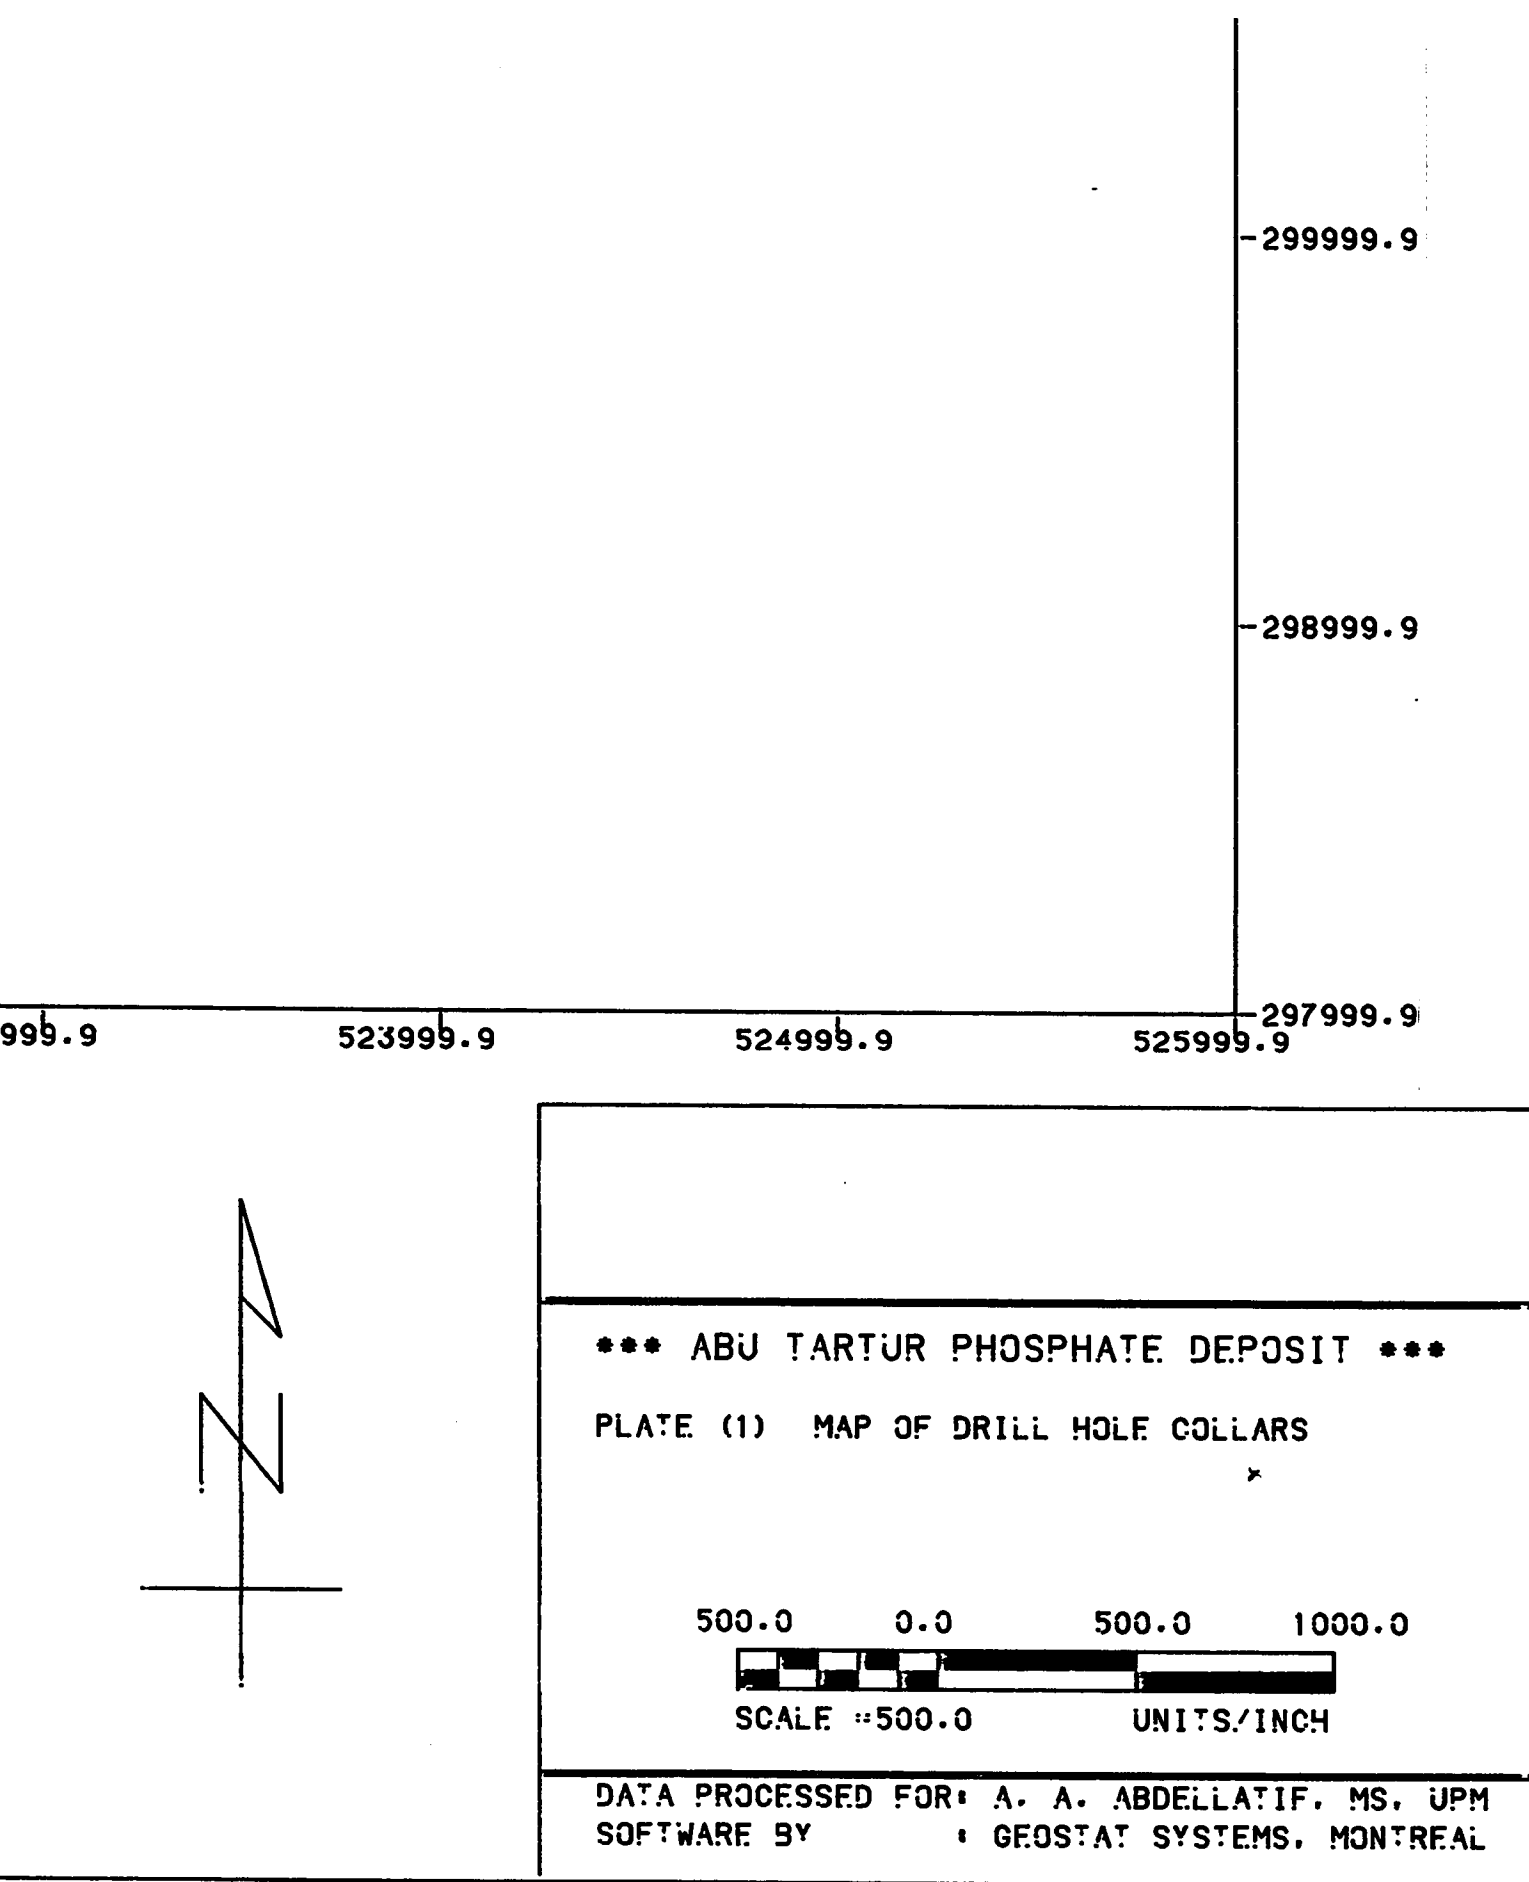 -299999.9
-298999.9
-297999.9
999.9 523999.9 524999.9 525999.9
N
*** ABU TARTUR PHOSPHATE DEPOSIT ***
PLATE (1) MAP OF DRILL HOLE COLLARS
500.0 0.0 500.0 1000.0
SCALE =500.0 UNITS/INCH
DATA PROCESSED FOR: A. A. ABDELLATIF, MS, UPM
SOFTWARE BY : GEOSTAT SYSTEMS, MONTREAL